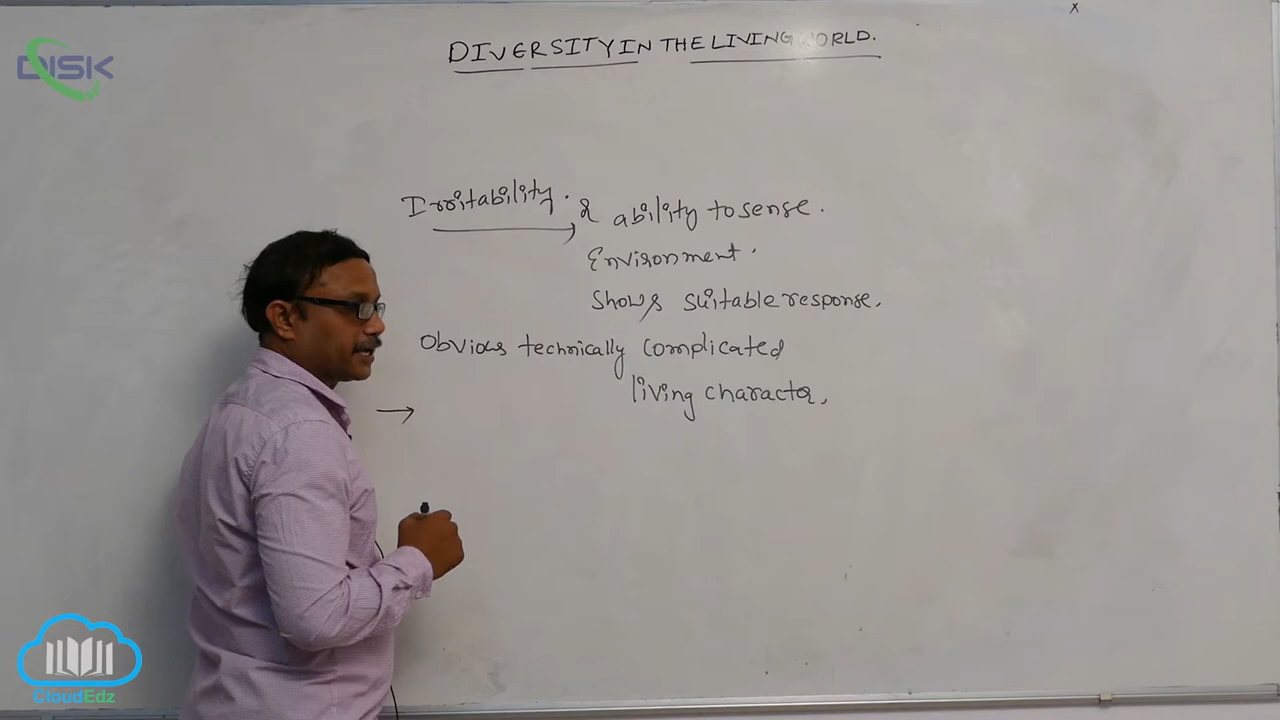 DISK
DIVERSITY IN THE LIVING WORLD.
Irritability. & ability to sense.
Environment.
Shows suitable response.
Obvious technically complicated
living charactor,
CloudEdz